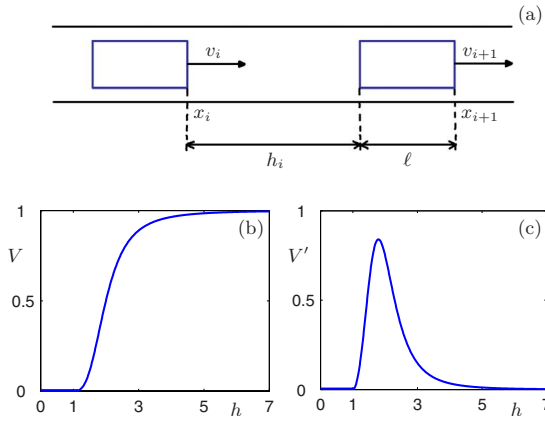 (a)
v_i v_{i+1}
x_i x_{i+1}
h_i ℓ
1 (b)
V
0.5
0
0 1 3 5 h 7
1 (c)
V′
0.5
0
0 1 3 5 h 7